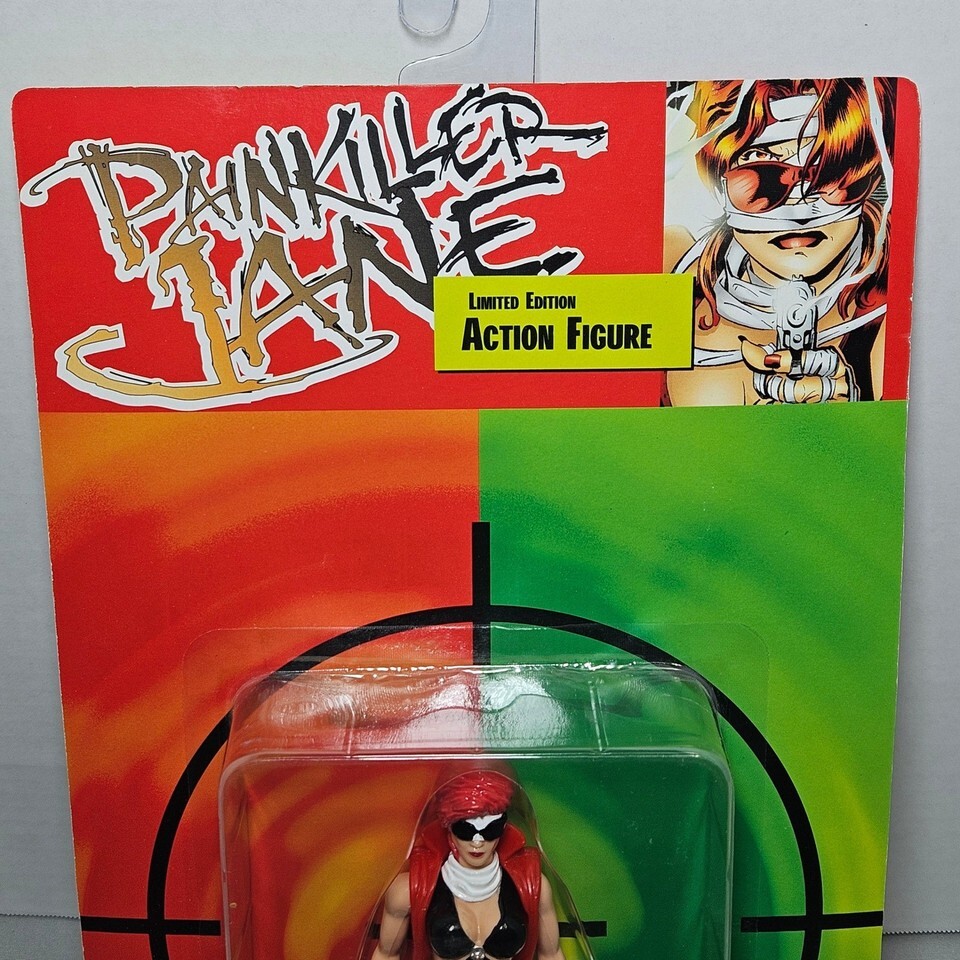 PAINKILLER
JANE
LIMITED EDITION
ACTION FIGURE